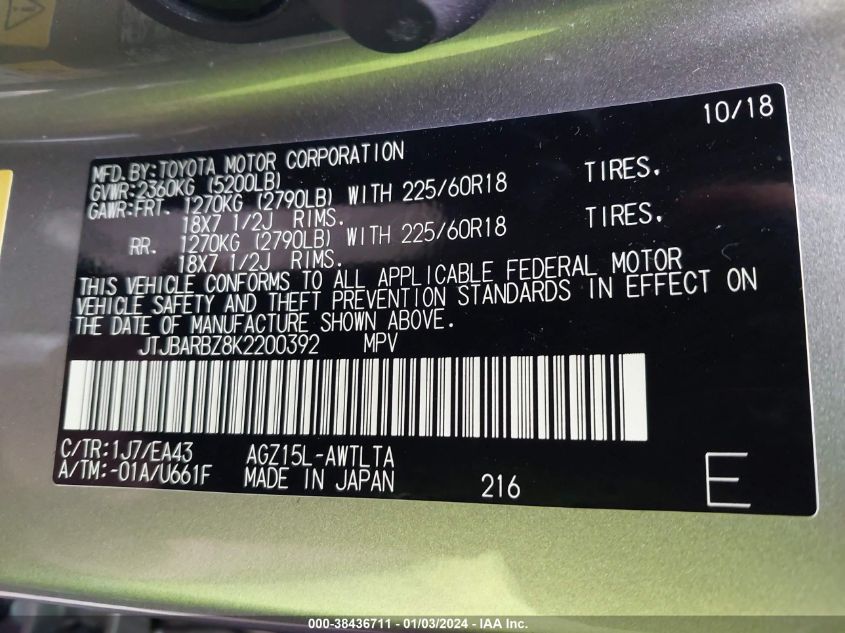 10/18
MFD.BY:TOYOTA MOTOR CORPORATION
GVWR:2360KG (5200LB)
GAWR:FRT. 1270KG (2790LB) WITH 225/60R18 TIRES.
18X7 1/2J RIMS.
RR. 1270KG (2790LB) WITH 225/60R18 TIRES.
18X7 1/2J RIMS.
THIS VEHICLE CONFORMS TO ALL APPLICABLE FEDERAL MOTOR
VEHICLE SAFETY AND THEFT PREVENTION STANDARDS IN EFFECT ON
THE DATE OF MANUFACTURE SHOWN ABOVE.
JTJBARBZ8K2200392 MPV
C/TR:1J7/EA43 AGZ15L-AWTLTA
A/TM:-01A/U661F MADE IN JAPAN 216 E
000-38436711 - 01/03/2024 - IAA Inc.